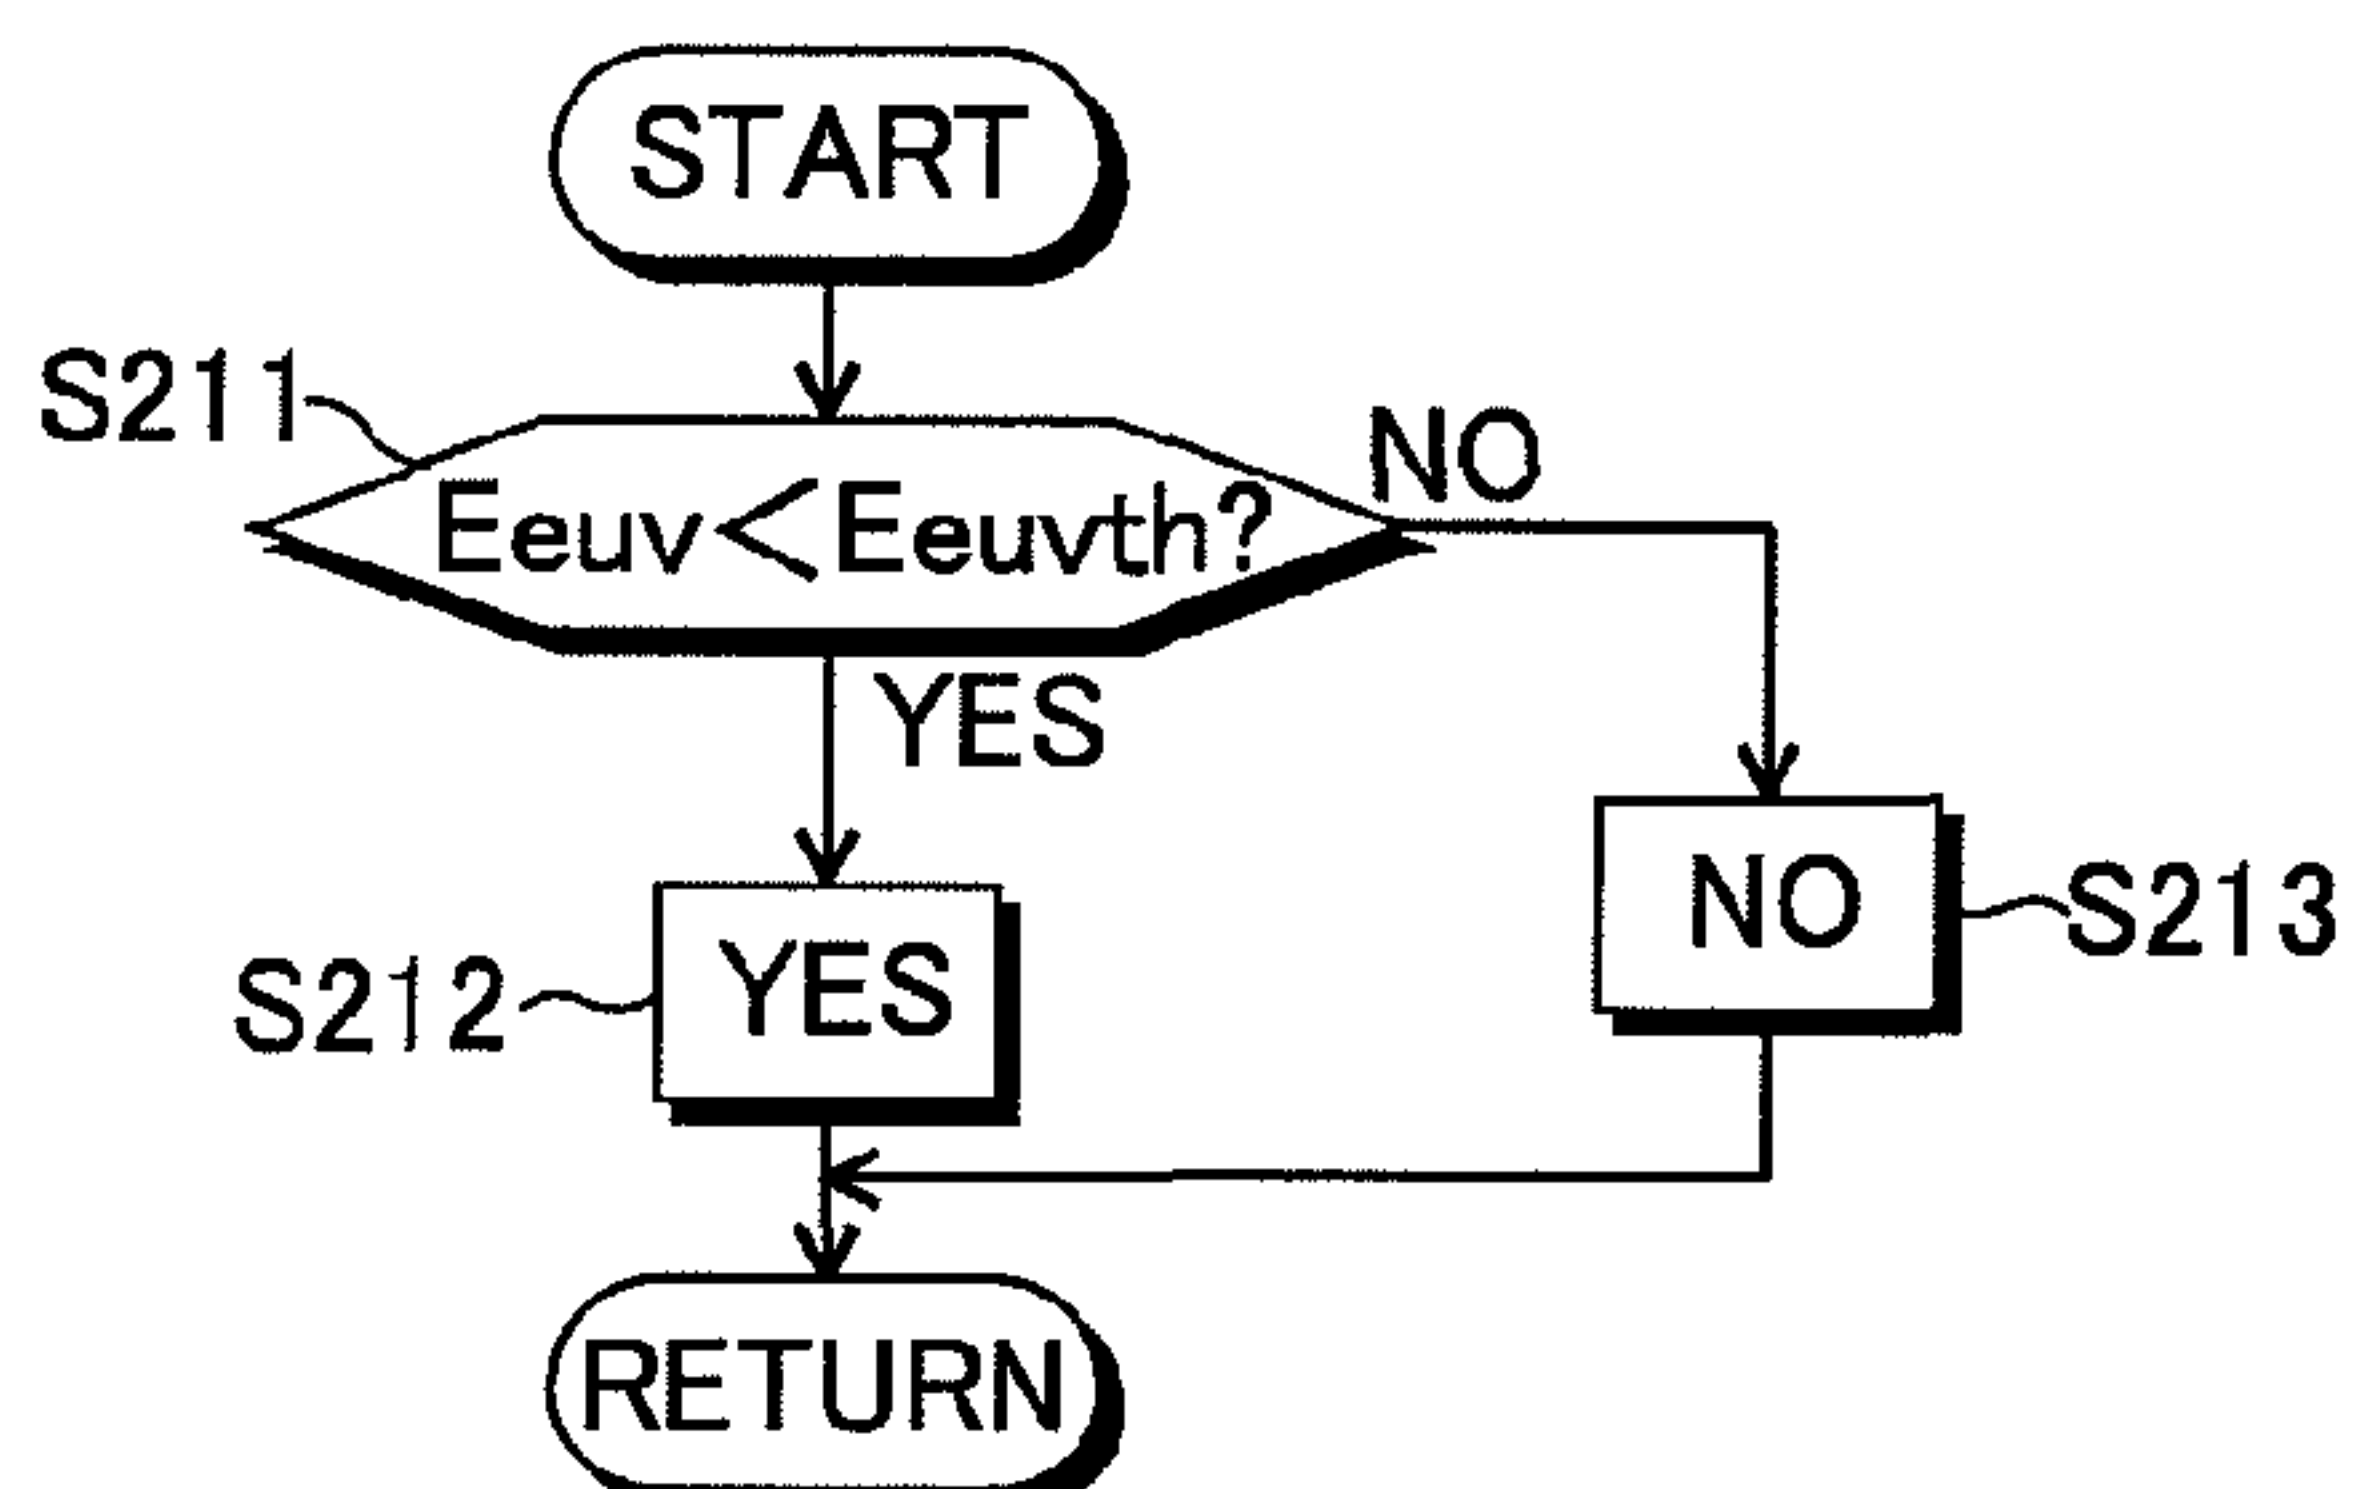 START
S211
Eeuv<Eeuvth?
NO
YES
NO
S213
YES
S212
RETURN